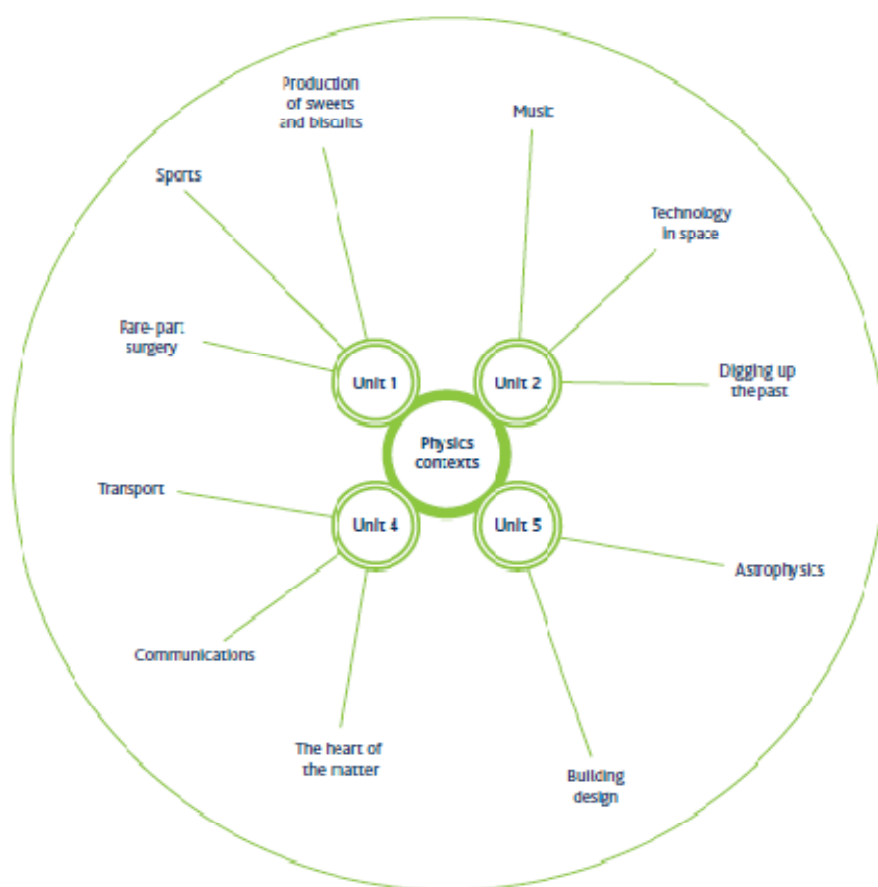 Production
of sweets
and biscuits
Music
Sports
Technology
in space
Rare-part
surgery
Unit 1
Unit 2
Digging up
the past
Physics
contexts
Transport
Unit 4
Unit 5
Astrophysics
Communications
The heart of
the matter
Building
design